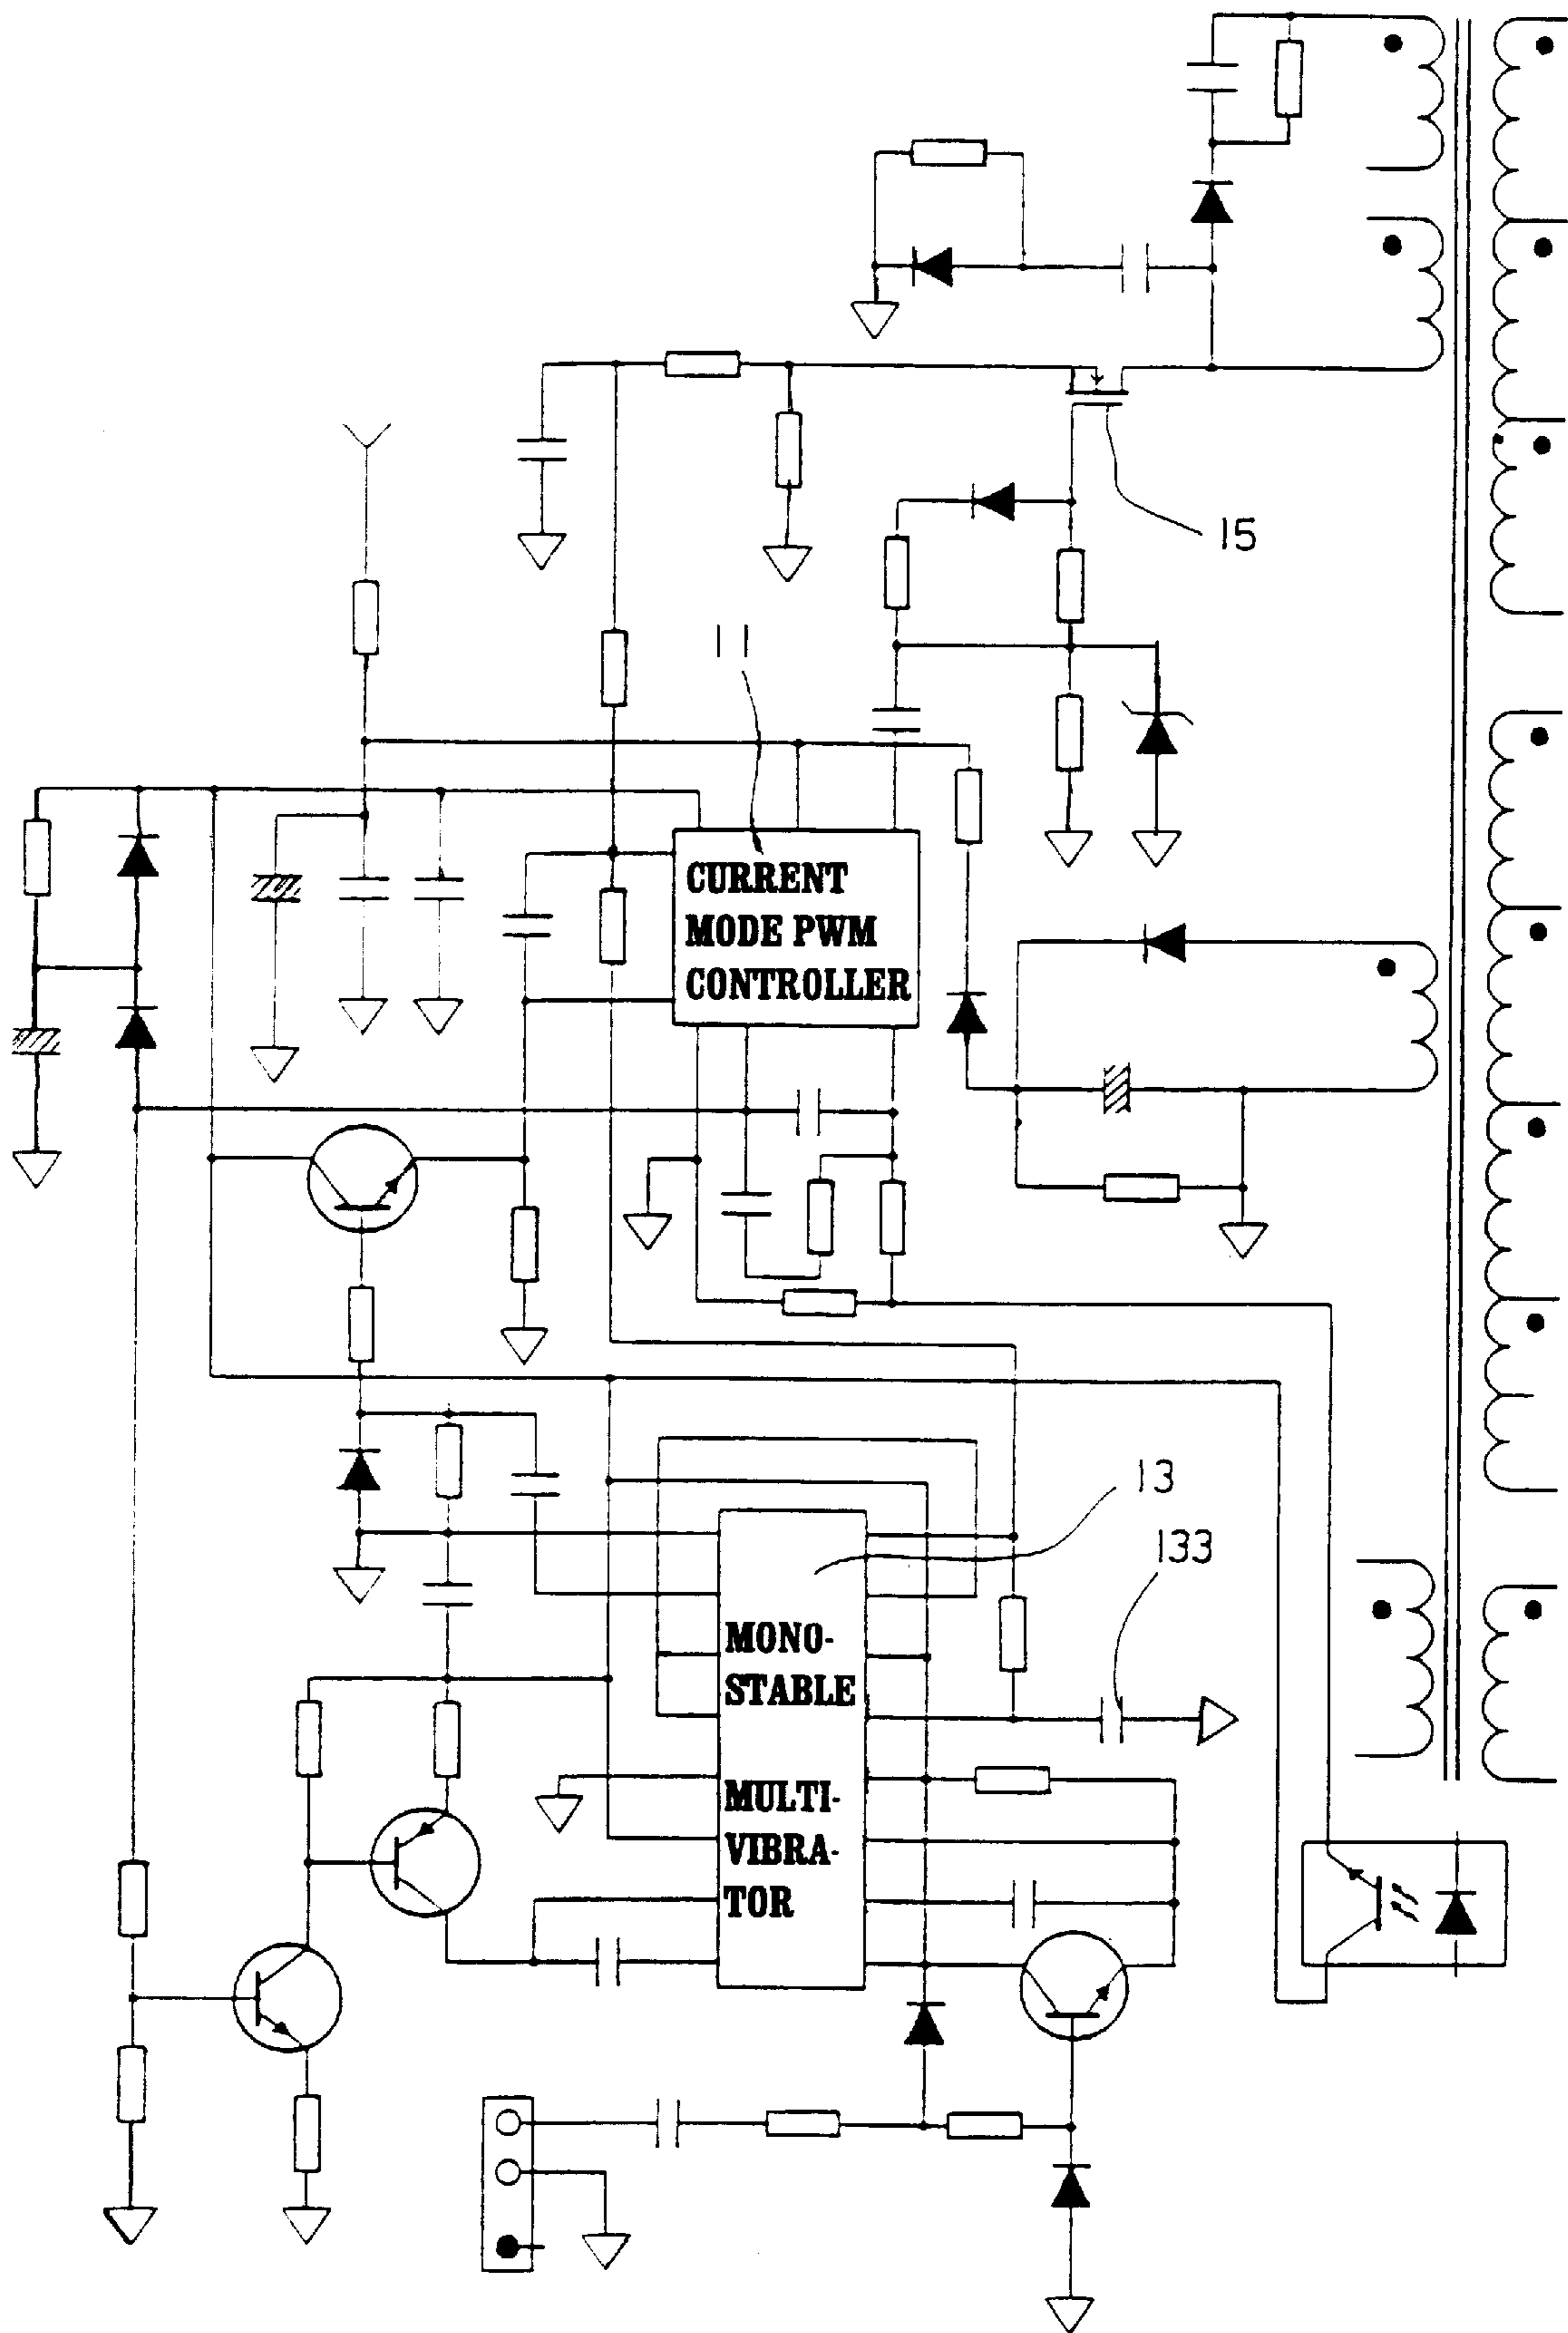 15
11
CURRENT
MODE PWM
CONTROLLER
13
133
MONO-
STABLE
MULTI-
VIBRA-
TOR